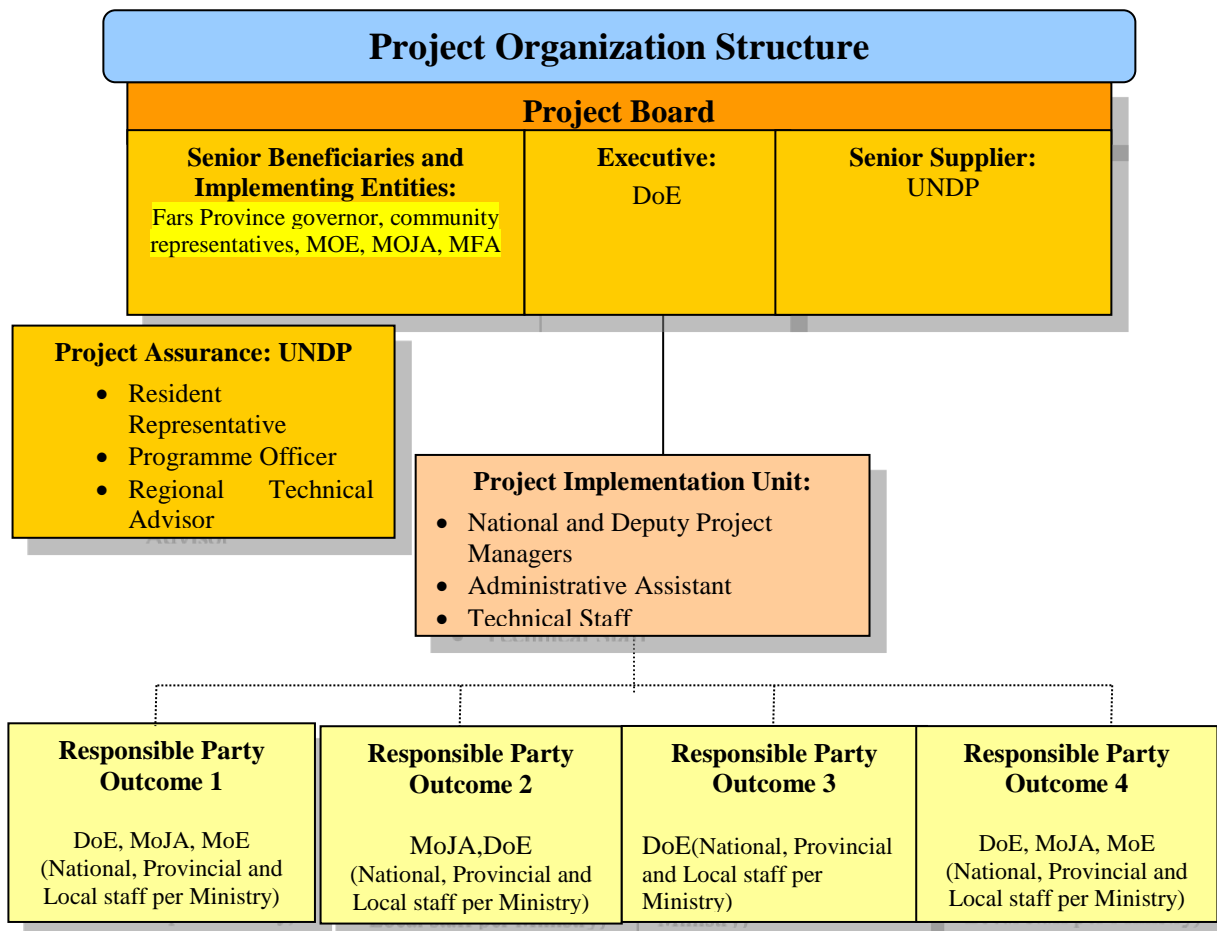 Project Organization Structure
Project Board
Senior Beneficiaries and
Implementing Entities:
Fars Province governor, community
representatives, MOE, MOJA, MFA
Executive:
DoE
Senior Supplier:
UNDP
Project Assurance: UNDP
• Resident
Representative
• Programme Officer
• Regional Technical
Advisor
Project Implementation Unit:
• National and Deputy Project
Managers
• Administrative Assistant
• Technical Staff
Responsible Party
Outcome 1
DoE, MoJA, MoE
(National, Provincial and
Local staff per Ministry)
Responsible Party
Outcome 2
MoJA,DoE
(National, Provincial and
Local staff per Ministry)
Responsible Party
Outcome 3
DoE(National, Provincial
and Local staff per
Ministry)
Responsible Party
Outcome 4
DoE, MoJA, MoE
(National, Provincial and
Local staff per Ministry)